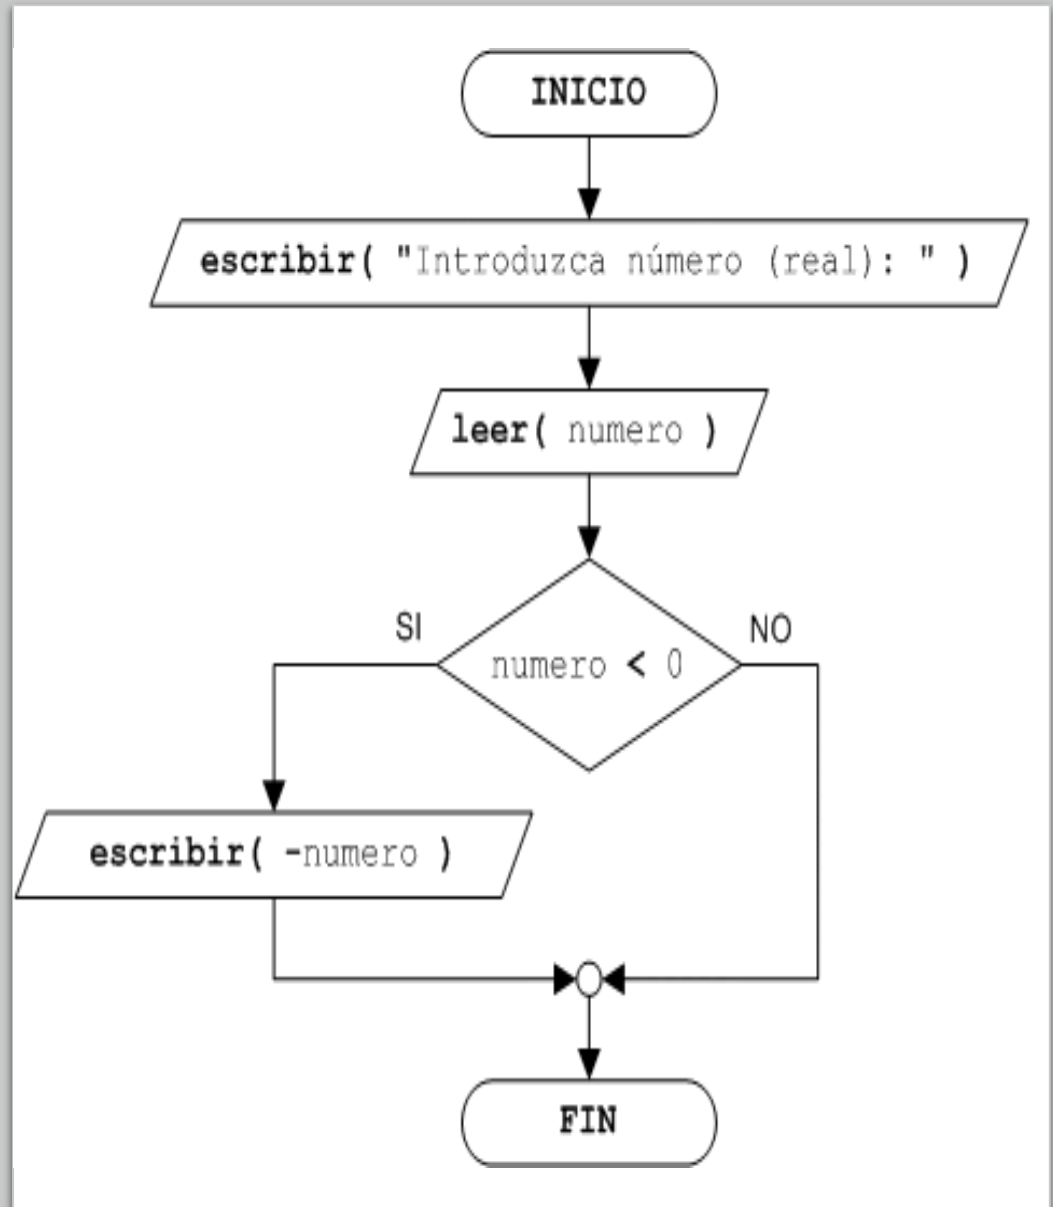 INICIO
escribir( "Introduzca número (real): " )
leer( numero )
SI
NO
numero < 0
escribir( -numero )
FIN